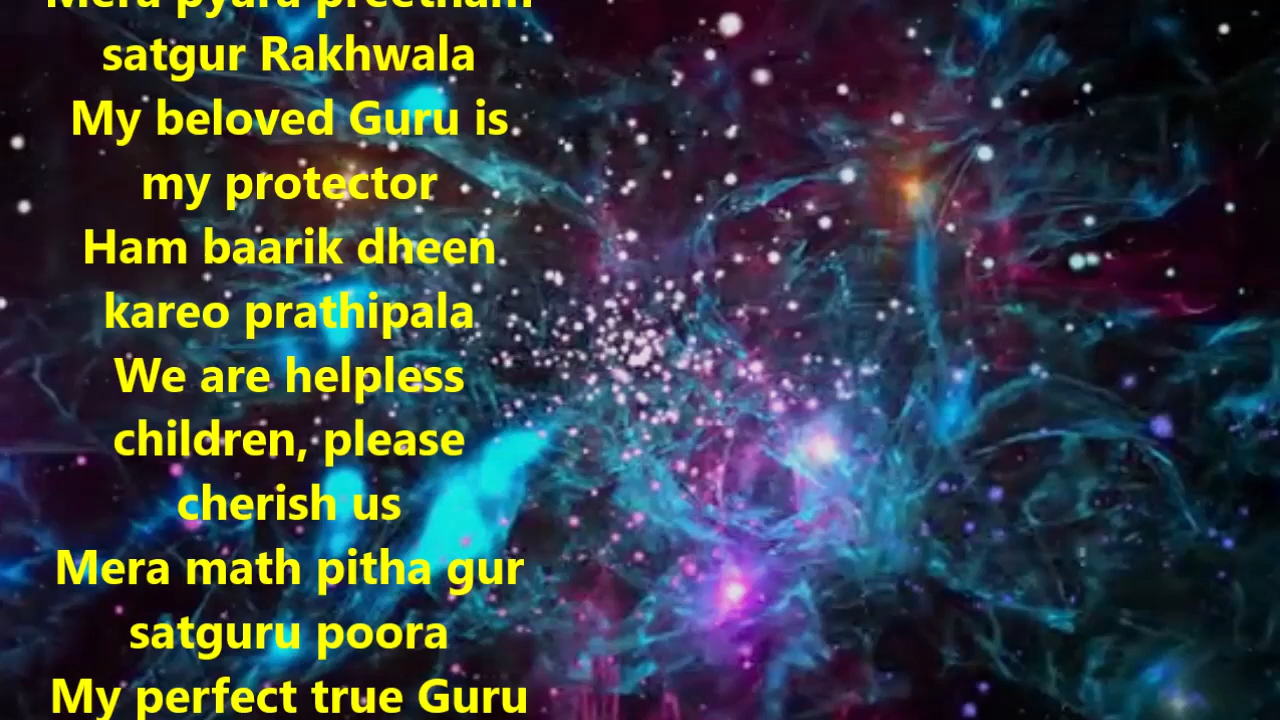 Mera pyara preetham
satgur Rakhwala
My beloved Guru is
my protector
Ham baarik dheen
kareo prathipala
We are helpless
children, please
cherish us
Mera math pitha gur
satguru poora
My perfect true Guru